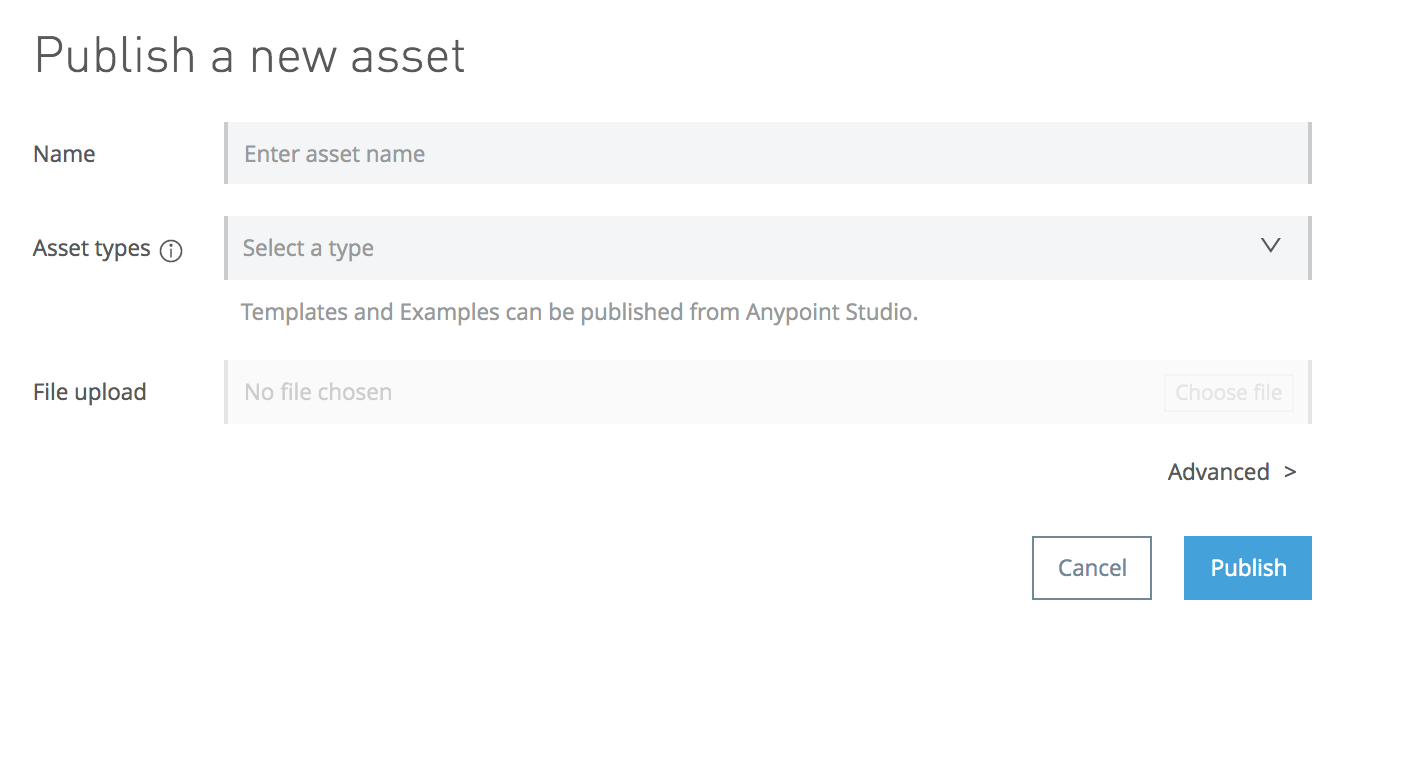 Publish a new asset
Name
Enter asset name
Asset types
Select a type
Templates and Examples can be published from Anypoint Studio.
File upload
No file chosen
Choose file
Advanced >
Cancel
Publish